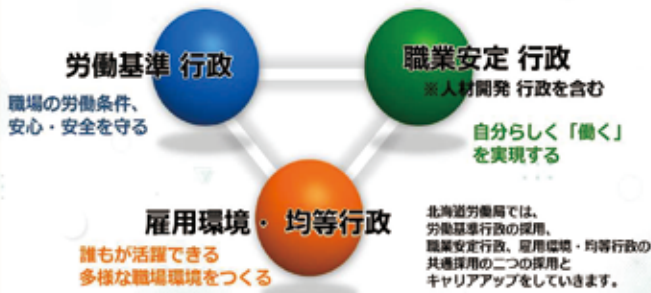 労働基準 行政
職場の労働条件、
安心・安全を守る
職業安定 行政
※人材開発 行政を含む
自分らしく「働く」
を実現する
雇用環境・ 均等行政
誰もが活躍できる
多様な職場環境をつくる
北海道労働局では、
労働基準行政の採用、
職業安定行政、雇用環境・均等行政の
共通採用の二つの採用と
キャリアアップをしていきます。